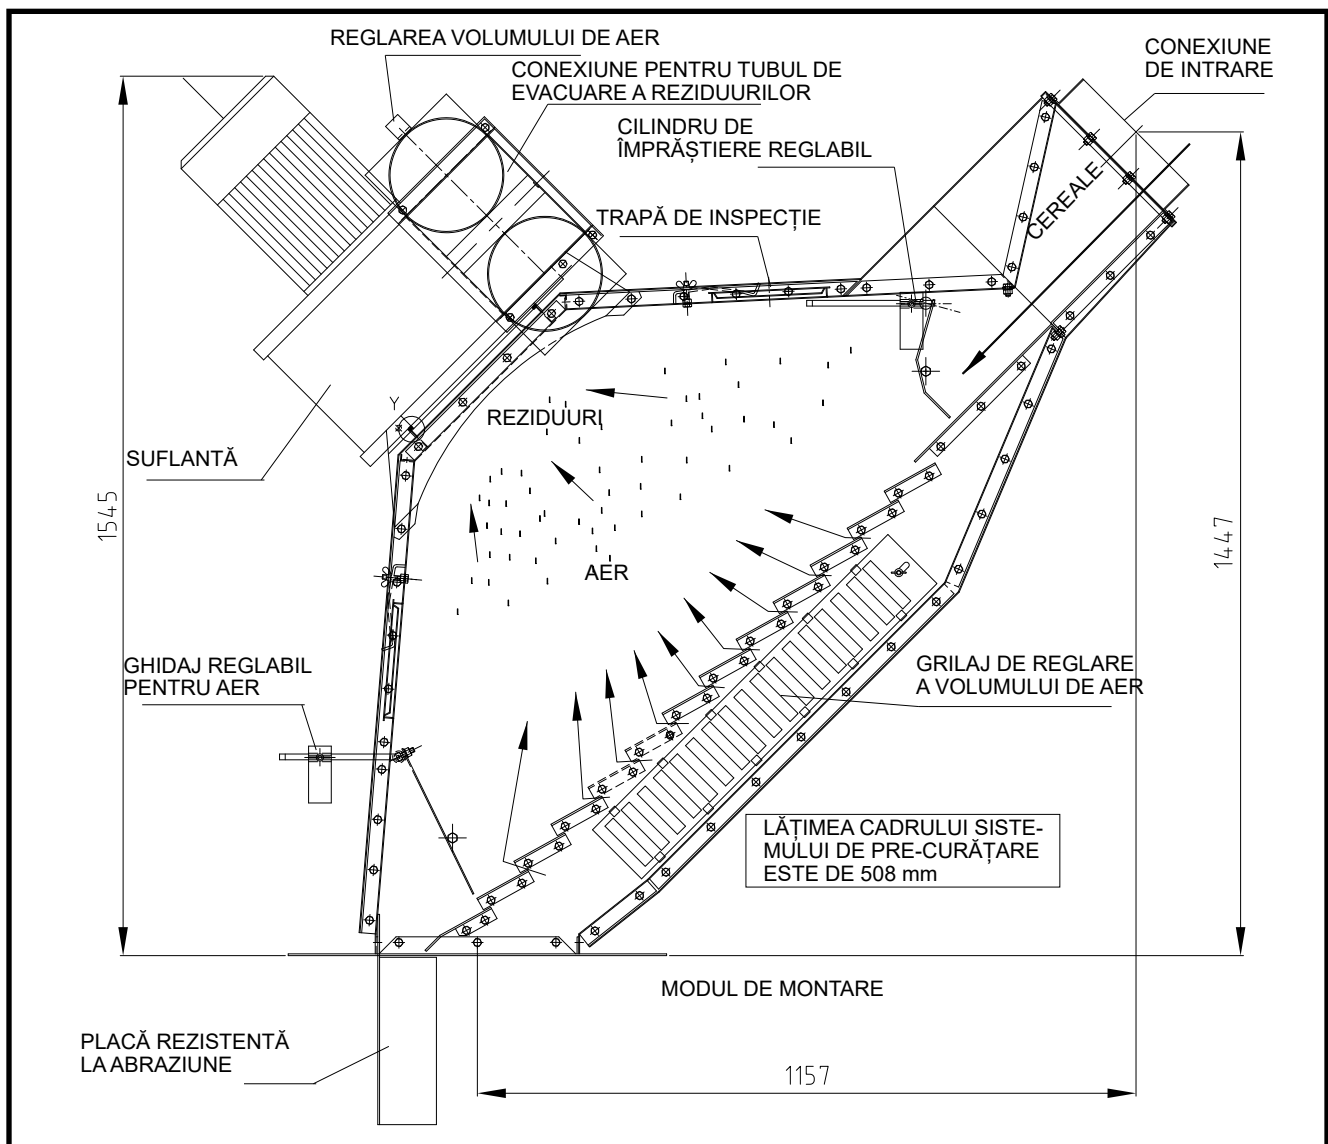 REGLAREA VOLUMULUI DE AER
CONEXIUNE PENTRU TUBUL DE
EVACUARE A REZIDUURILOR
CILINDRU DE
ÎMPRĂȘTIERE REGLABIL
CONEXIUNE
DE INTRARE
CEREALE
TRAPĂ DE INSPECȚIE
Y
REZIDUURI
SUFLANTĂ
1545
1447
AER
GHIDAJ REGLABIL
PENTRU AER
GRILAJ DE REGLARE
A VOLUMULUI DE AER
LĂȚIMEA CADRULUI SISTE-
MULUI DE PRE-CURĂȚARE
ESTE DE 508 mm
MODUL DE MONTARE
PLACĂ REZISTENTĂ
LA ABRAZIUNE
1157